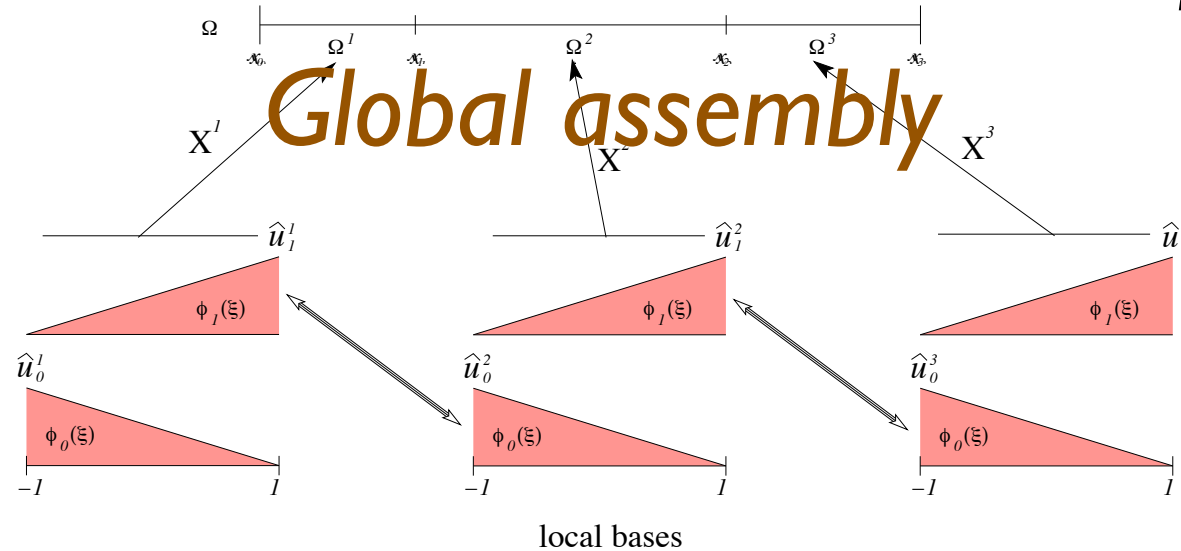 Ω
Ω¹ Ω² Ω³
x₀ x₁ x₂ x₃
Global assembly
X¹ X² X³
û₁¹ û₁² û
ϕ₁(ξ) ϕ₁(ξ) ϕ₁(ξ)
û₀¹ û₀² û₀³
ϕ₀(ξ) ϕ₀(ξ) ϕ₀(ξ)
−1 1 −1 1 −1 1
local bases